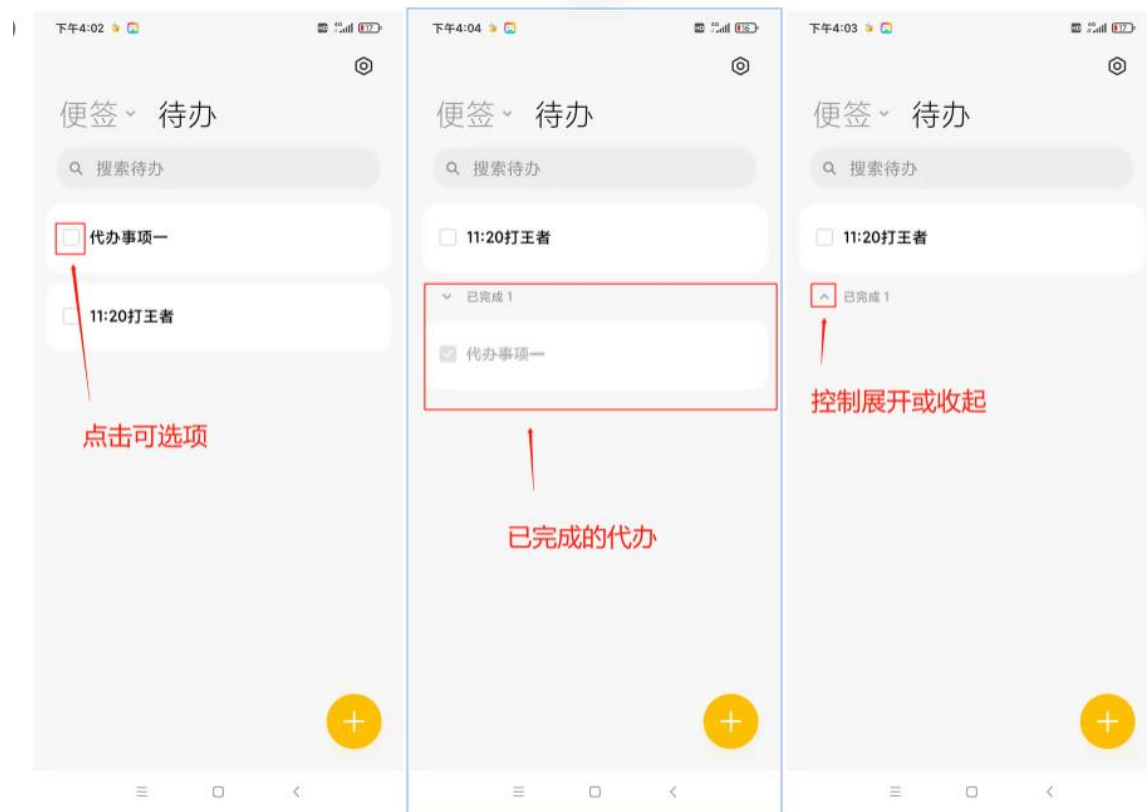 下午4:02
17
便签 待办
搜索待办
代办事项一
11:20打王者
点击可选项
下午4:04
16
便签 待办
搜索待办
11:20打王者
已完成 1
代办事项一
已完成的代办
下午4:03
17
便签 待办
搜索待办
11:20打王者
已完成 1
控制展开或收起